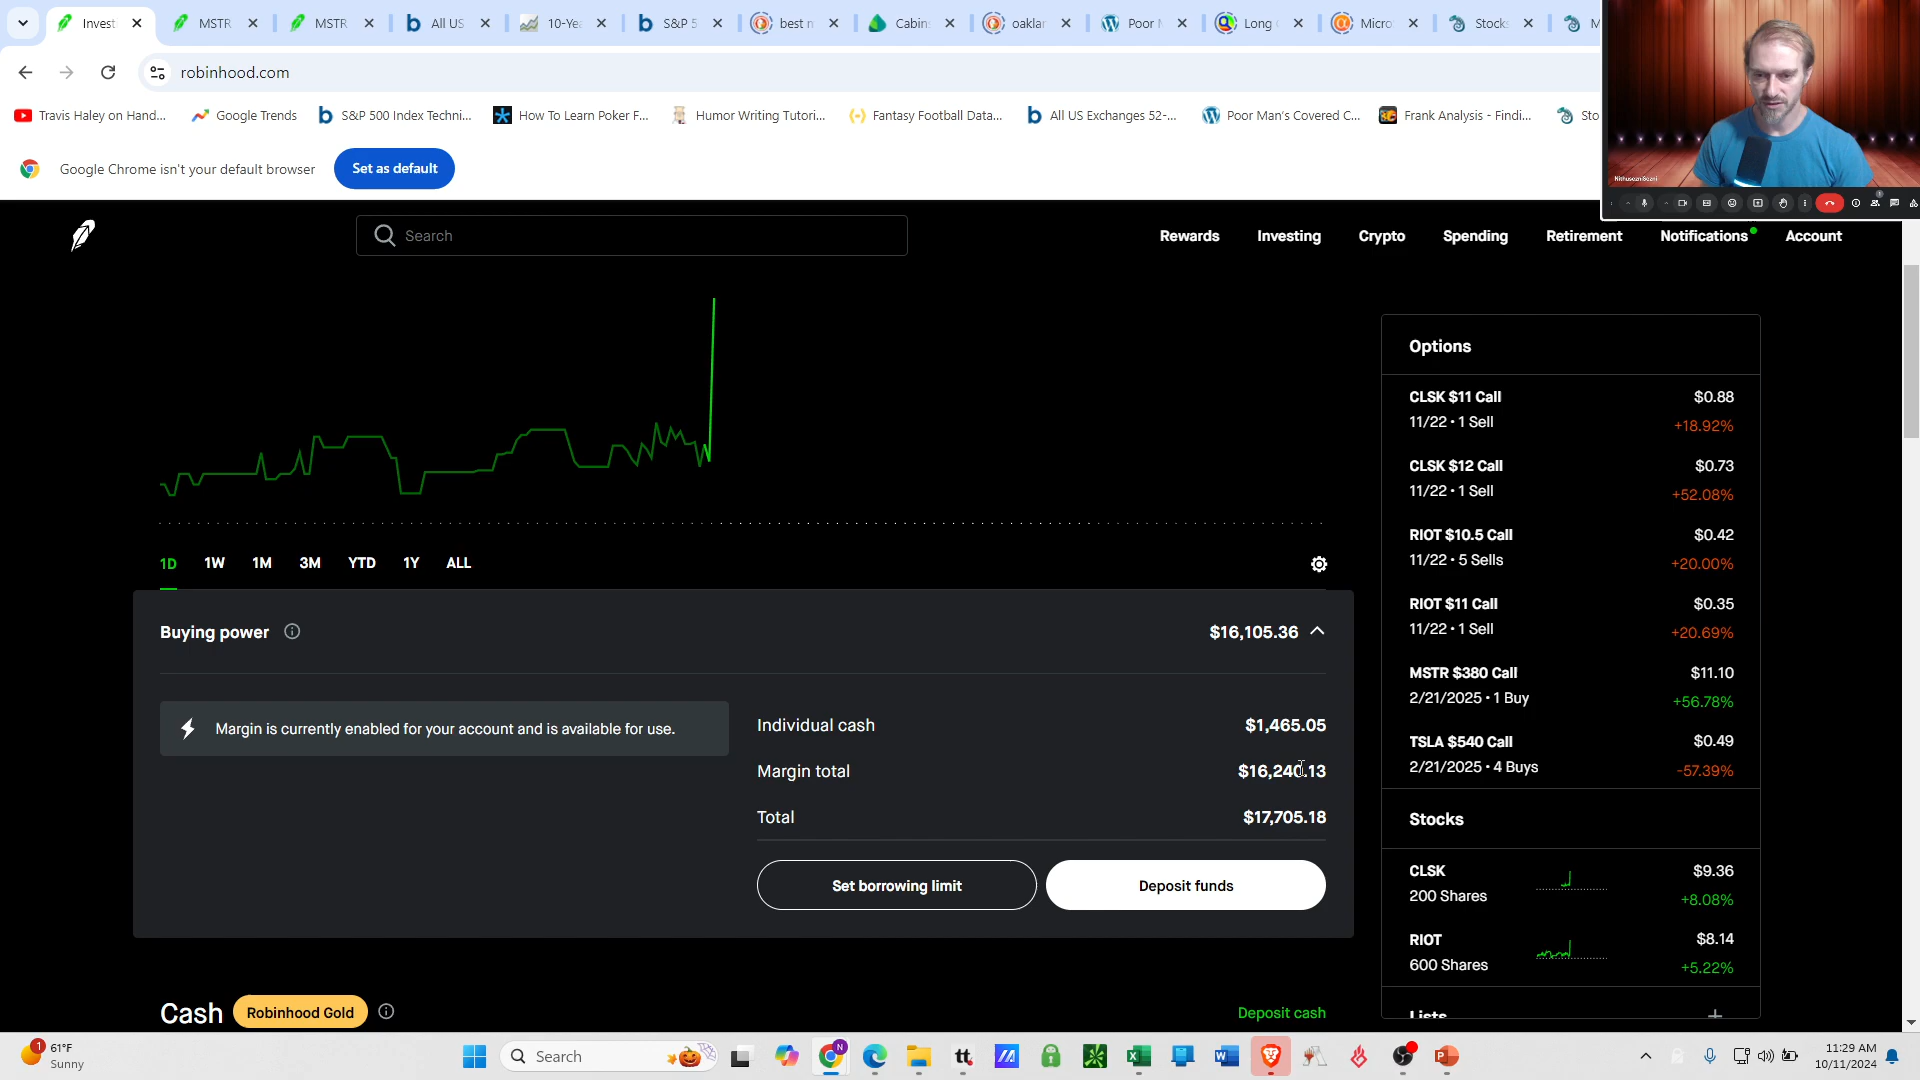 Invest
MSTR
MSTR
All US
10-Ye
S&P 5
best n
Cabin
oaklan
Poor M
Long
Micro
Stock
M
robinhood.com
Travis Haley on Hand...
Google Trends
S&P 500 Index Techni...
How To Learn Poker F...
Humor Writing Tutori...
Fantasy Football Data...
All US Exchanges 52-...
Poor Man's Covered C...
Frank Analysis - Findi...
Sto
Google Chrome isn't your default browser
Set as default
Search
Rewards
Investing
Crypto
Spending
Retirement
Notifications
Account
1D
1W
1M
3M
YTD
1Y
ALL
Buying power
$16,105.36
Margin is currently enabled for your account and is available for use.
Individual cash
$1,465.05
Margin total
$16,240.13
Total
$17,705.18
Set borrowing limit
Deposit funds
Cash
Robinhood Gold
Deposit cash
Options
CLSK $11 Call
$0.88
11/22 • 1 Sell
+18.92%
CLSK $12 Call
$0.73
11/22 • 1 Sell
+52.08%
RIOT $10.5 Call
$0.42
11/22 • 5 Sells
+20.00%
RIOT $11 Call
$0.35
11/22 • 1 Sell
+20.69%
MSTR $380 Call
$11.10
2/21/2025 • 1 Buy
+56.78%
TSLA $540 Call
$0.49
2/21/2025 • 4 Buys
-57.39%
Stocks
CLSK
$9.36
200 Shares
+8.08%
RIOT
$8.14
600 Shares
+5.22%
Lists
1
61°F
Sunny
Search
N
tt
11:29 AM
10/11/2024